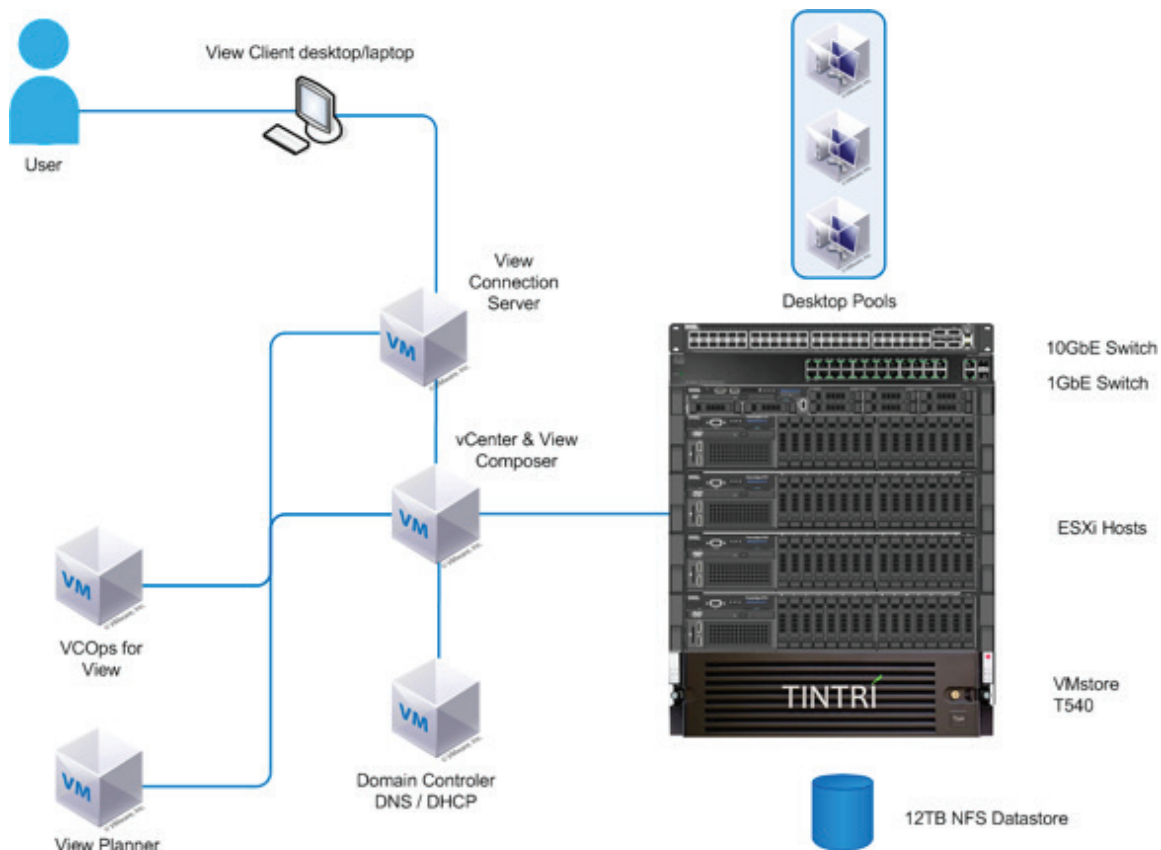 View Client desktop/laptop
User
View
Connection
Server
VM
Desktop Pools
10GbE Switch
1GbE Switch
vCenter & View
Composer
VM
ESXi Hosts
VM
VCOps for
View
VM
Domain Controler
DNS / DHCP
VM
View Planner
TINTRI
VMstore
T540
12TB NFS Datastore